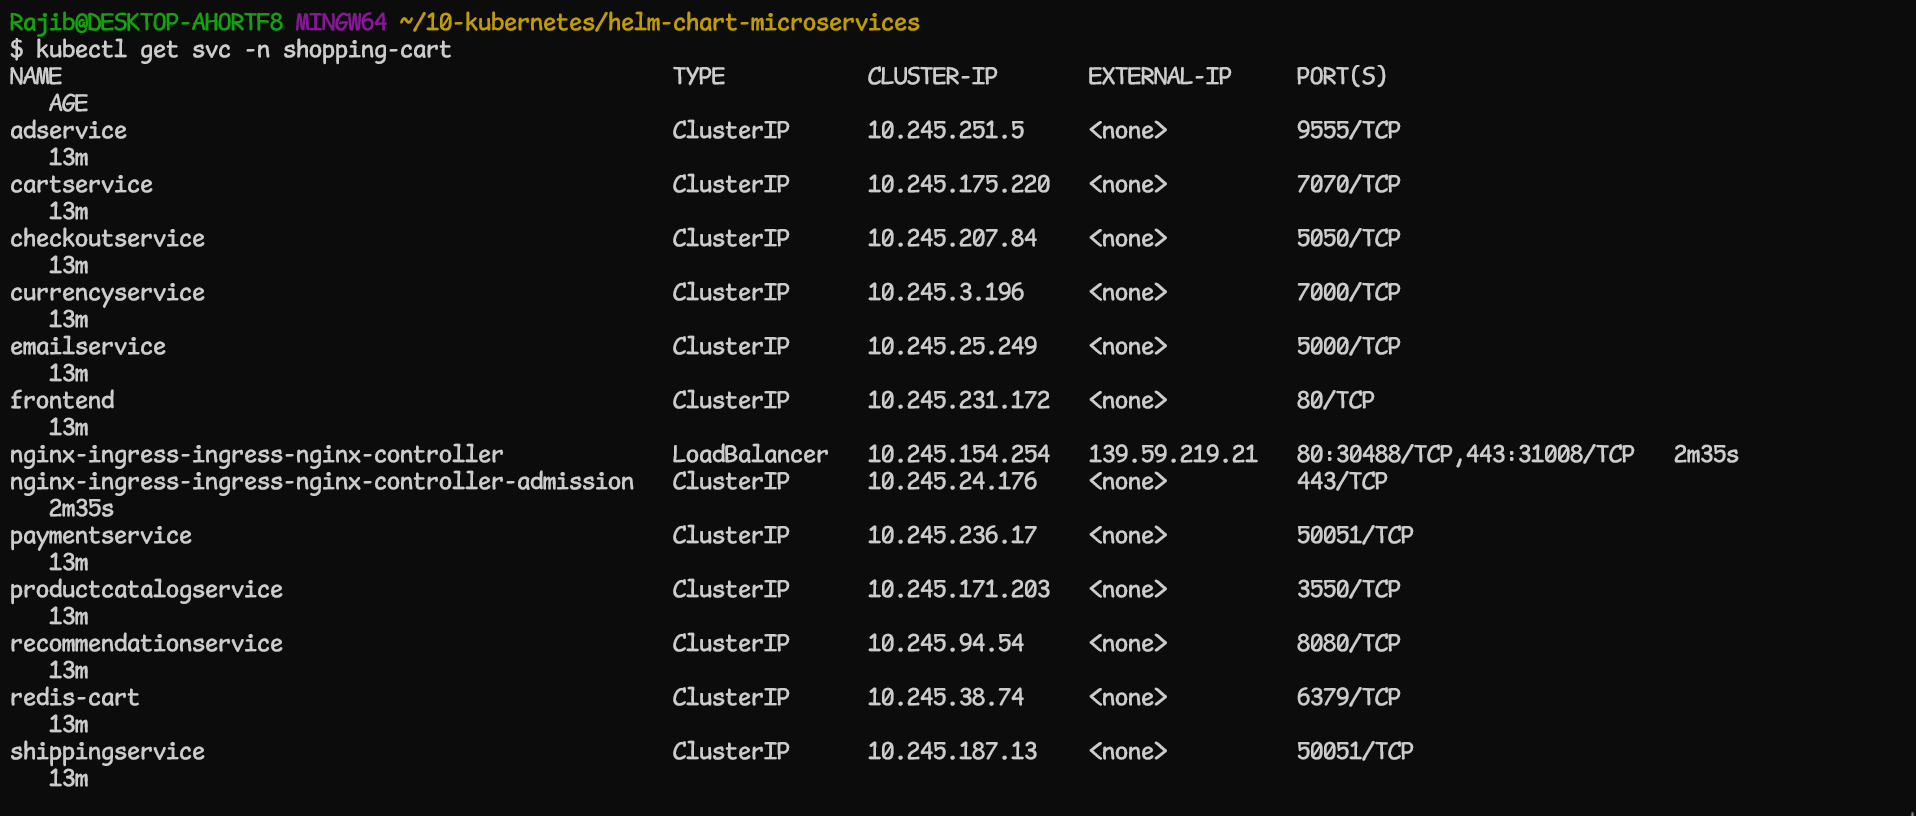 Rajib@DESKTOP-AHORTF8 MINGW64 ~/10-kubernetes/helm-chart-microservices
$ kubectl get svc -n shopping-cart
NAME                                               TYPE           CLUSTER-IP       EXTERNAL-IP     PORT(S)
   AGE
adservice                                          ClusterIP      10.245.251.5     <none>          9555/TCP
   13m
cartservice                                        ClusterIP      10.245.175.220   <none>          7070/TCP
   13m
checkoutservice                                    ClusterIP      10.245.207.84    <none>          5050/TCP
   13m
currencyservice                                    ClusterIP      10.245.3.196     <none>          7000/TCP
   13m
emailservice                                       ClusterIP      10.245.25.249    <none>          5000/TCP
   13m
frontend                                           ClusterIP      10.245.231.172   <none>          80/TCP
   13m
nginx-ingress-ingress-nginx-controller             LoadBalancer   10.245.154.254   139.59.219.21   80:30488/TCP,443:31008/TCP   2m35s
nginx-ingress-ingress-nginx-controller-admission   ClusterIP      10.245.24.176    <none>          443/TCP
   2m35s
paymentservice                                     ClusterIP      10.245.236.17    <none>          50051/TCP
   13m
productcatalogservice                              ClusterIP      10.245.171.203   <none>          3550/TCP
   13m
recommendationservice                              ClusterIP      10.245.94.54     <none>          8080/TCP
   13m
redis-cart                                         ClusterIP      10.245.38.74     <none>          6379/TCP
   13m
shippingservice                                    ClusterIP      10.245.187.13    <none>          50051/TCP
   13m